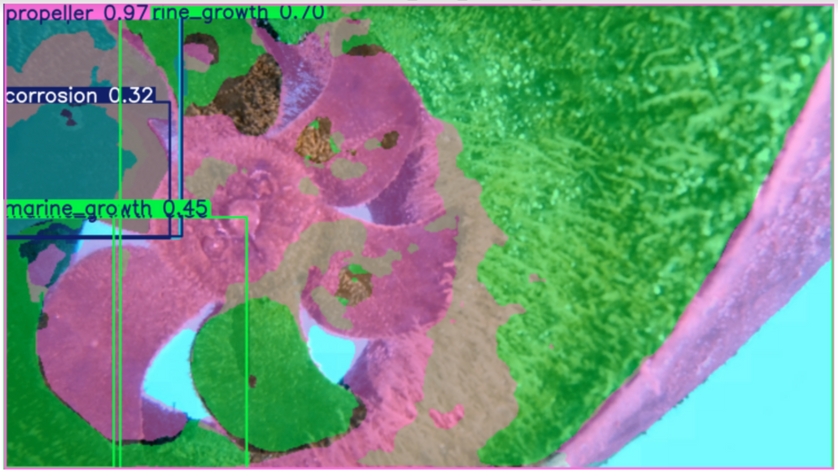 propeller 0.97
rine_growth 0.70
corrosion 0.32
marine_growth 0.45